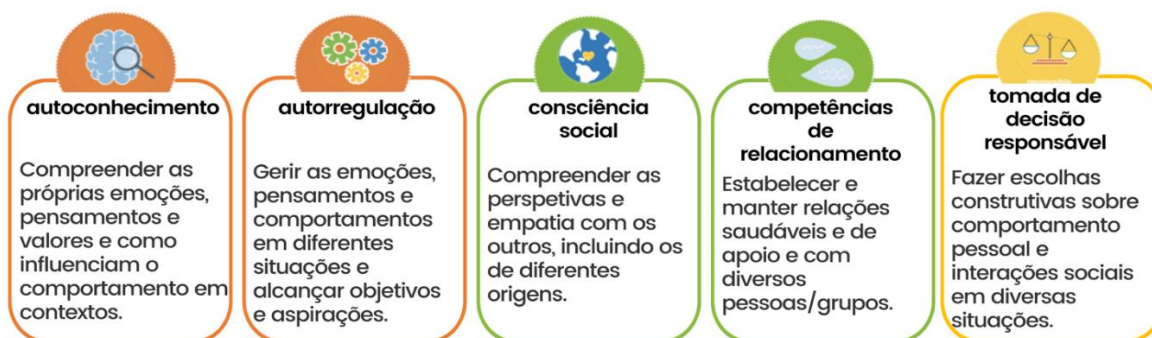 autoconhecimento
Compreender as
próprias emoções,
pensamentos e
valores e como
influenciam o
comportamento em
contextos.
autorregulação
Gerir as emoções,
pensamentos e
comportamentos
em diferentes
situações e
alcançar objetivos
e aspirações.
consciência
social
Compreender as
perspetivas e
empatia com os
outros, incluindo os
de diferentes
origens.
competências
de
relacionamento
Estabelecer e
manter relações
saudáveis e de
apoio e com
diversos
pessoas/grupos.
tomada de
decisão
responsável
Fazer escolhas
construtivas sobre
comportamento
pessoal e
interações sociais
em diversas
situações.